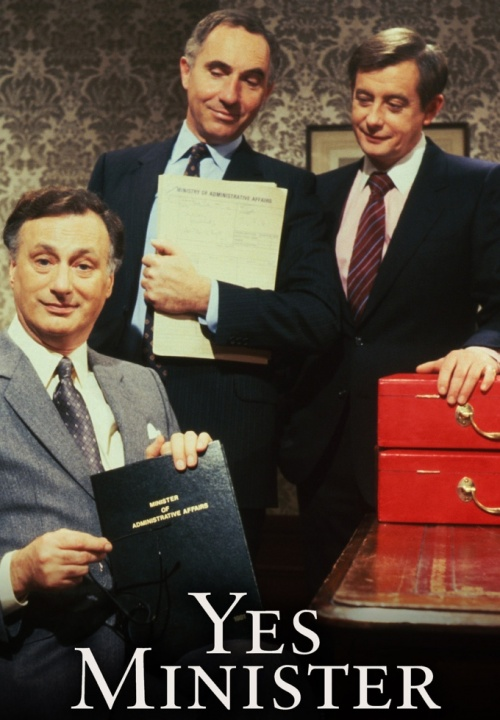 MINISTRY OF ADMINISTRATIVE AFFAIRS
MINISTER
OF
ADMINISTRATIVE AFFAIRS
YES
MINISTER